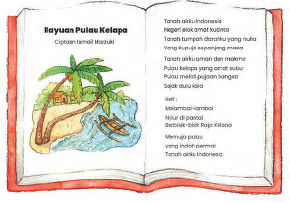 Rayuan Pulau Kelapa
Ciptaan Ismail Marzuki
Tanah airku Indonesia
Negeri elok amat kucinta
Tanah tumpah darahku yang mulia
Yang kupuja sepanjang masa
Tanah airku aman dan makmur
Pulau kelapa yang amat subur
Pulau melati pujaan bangsa
Sejak dulu kala
Reff :
Melambai-lambai
Nyiur di pantai
Berbisik-bisik Raja Kelana
Memuja pulau
yang indah permai
Tanah airku Indonesia